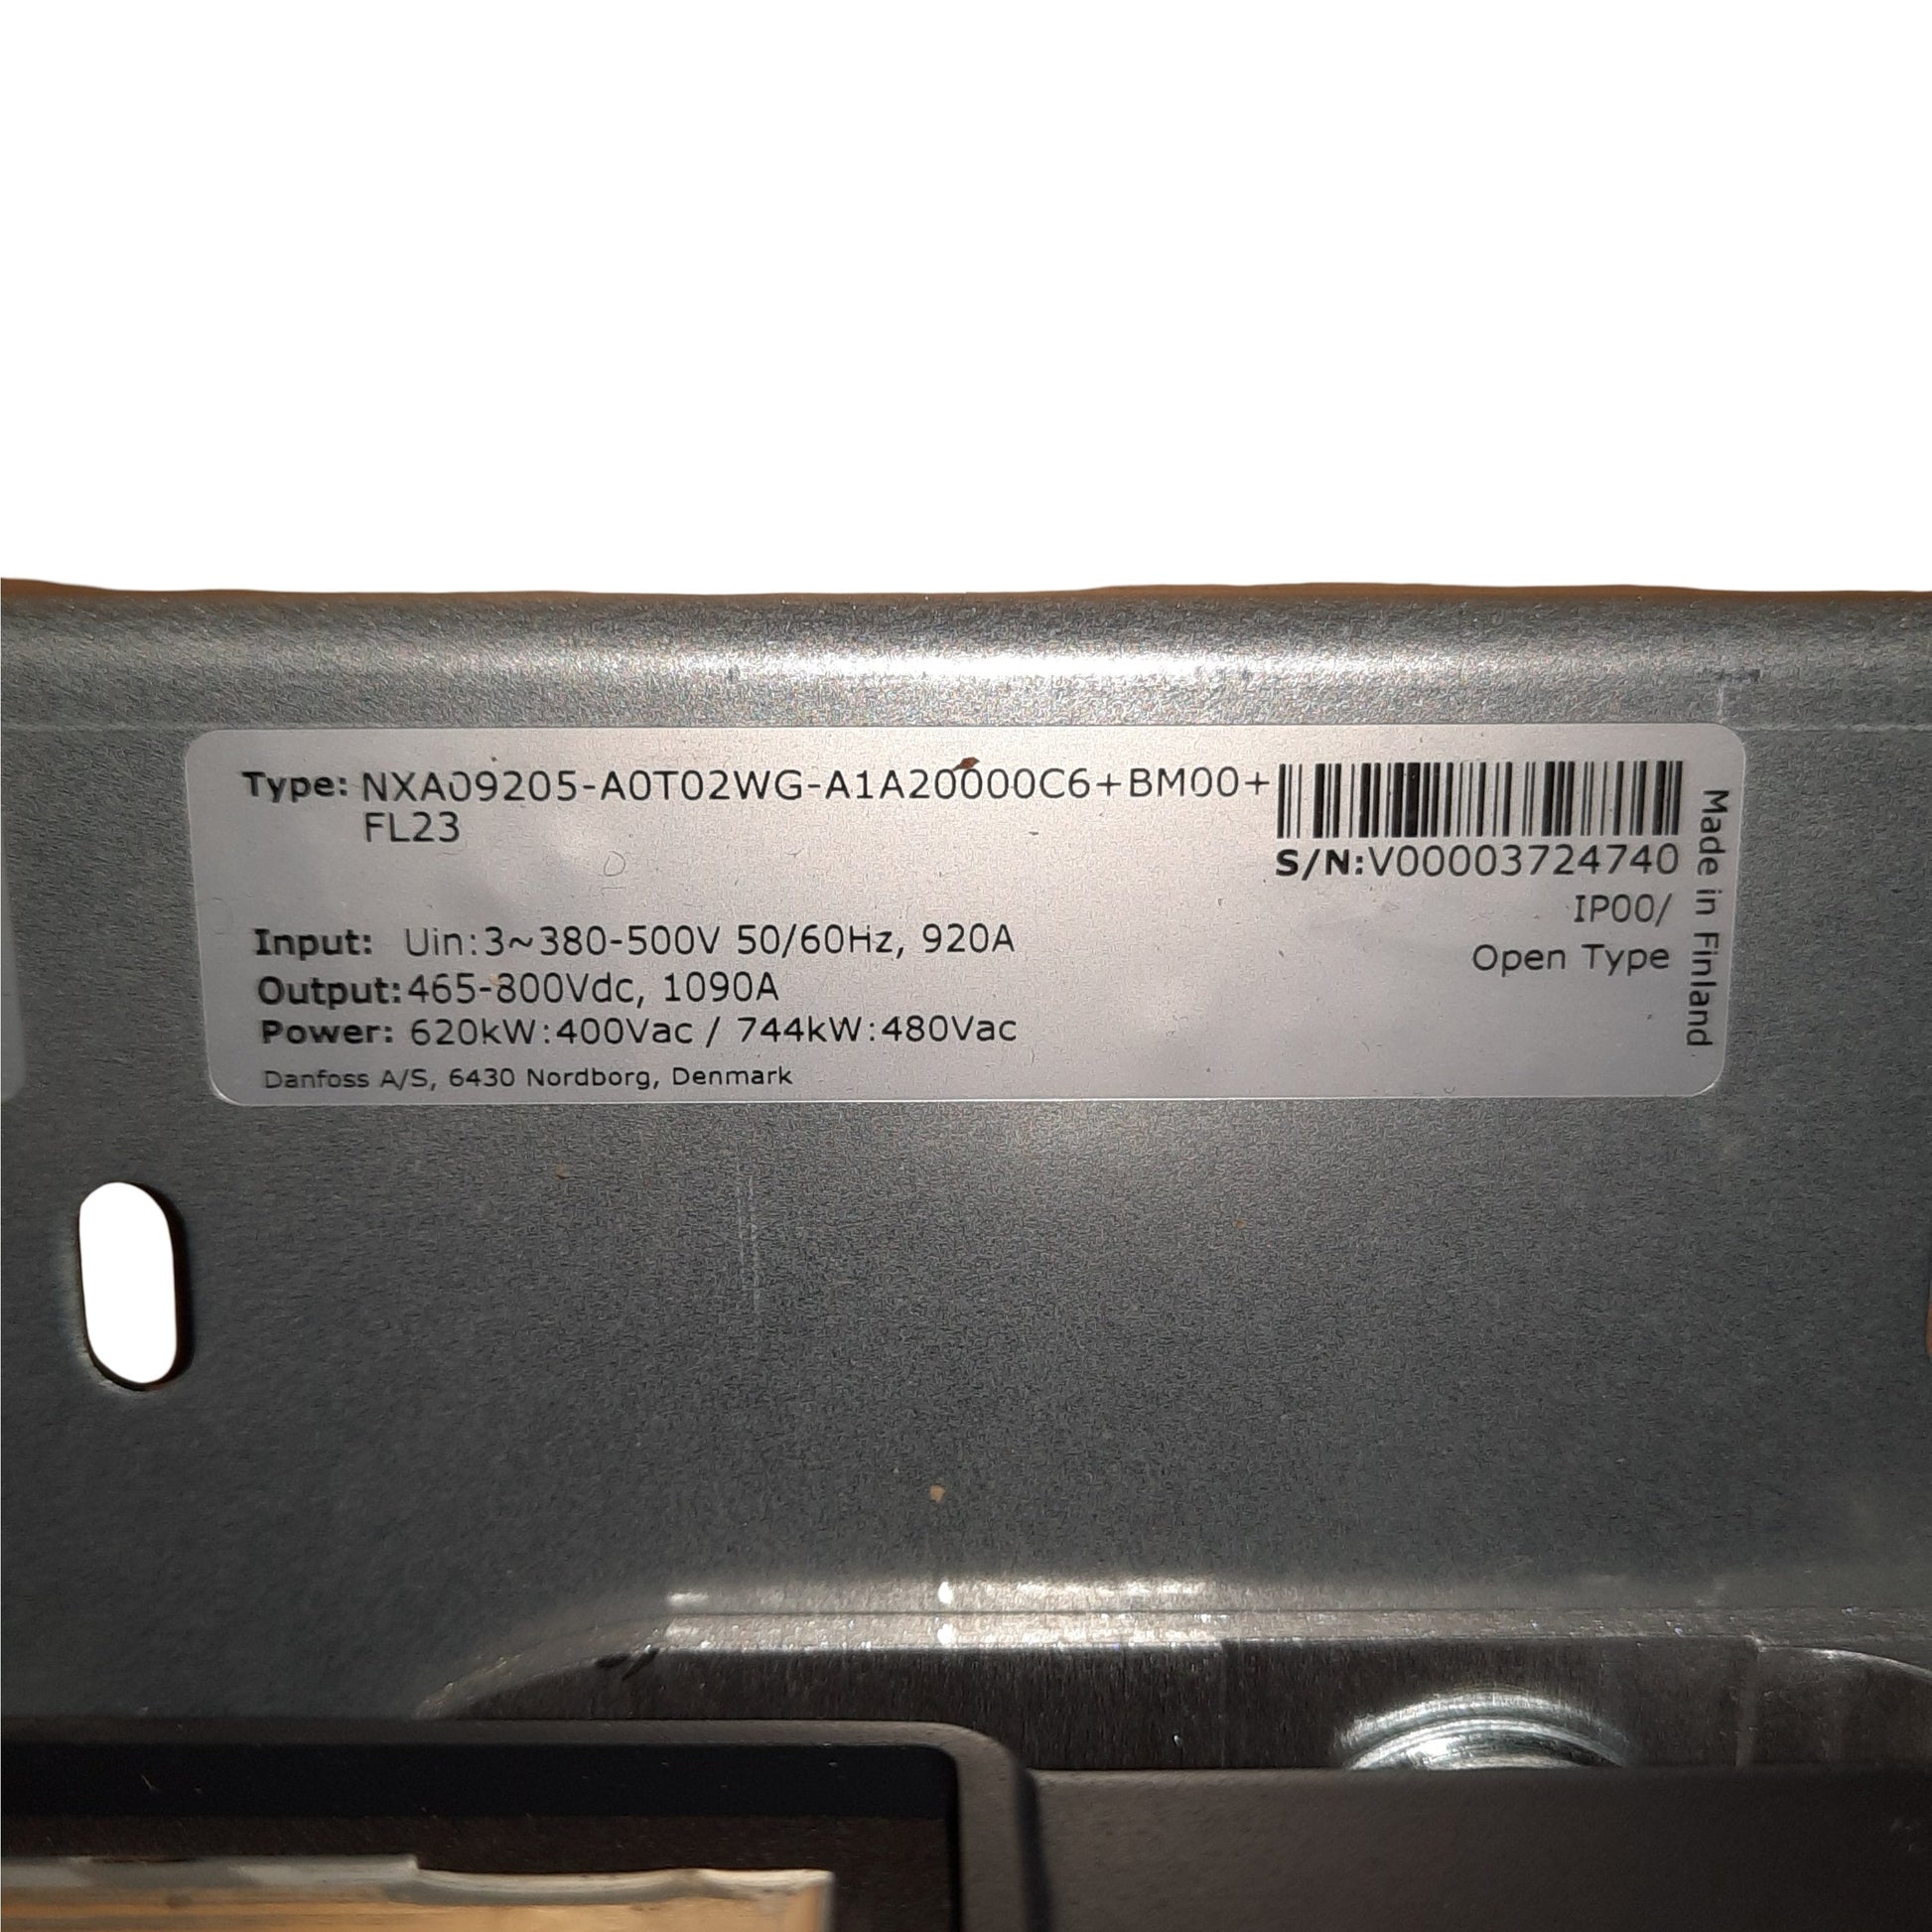 Type: NXA09205-A0T02WG-A1A20000C6+BM00+
FL23
S/N:V00003724740
IP00/
Open Type
Made in Finland
Input: Uin:3~380-500V 50/60Hz, 920A
Output:465-800Vdc, 1090A
Power: 620kW:400Vac / 744kW:480Vac
Danfoss A/S, 6430 Nordborg, Denmark